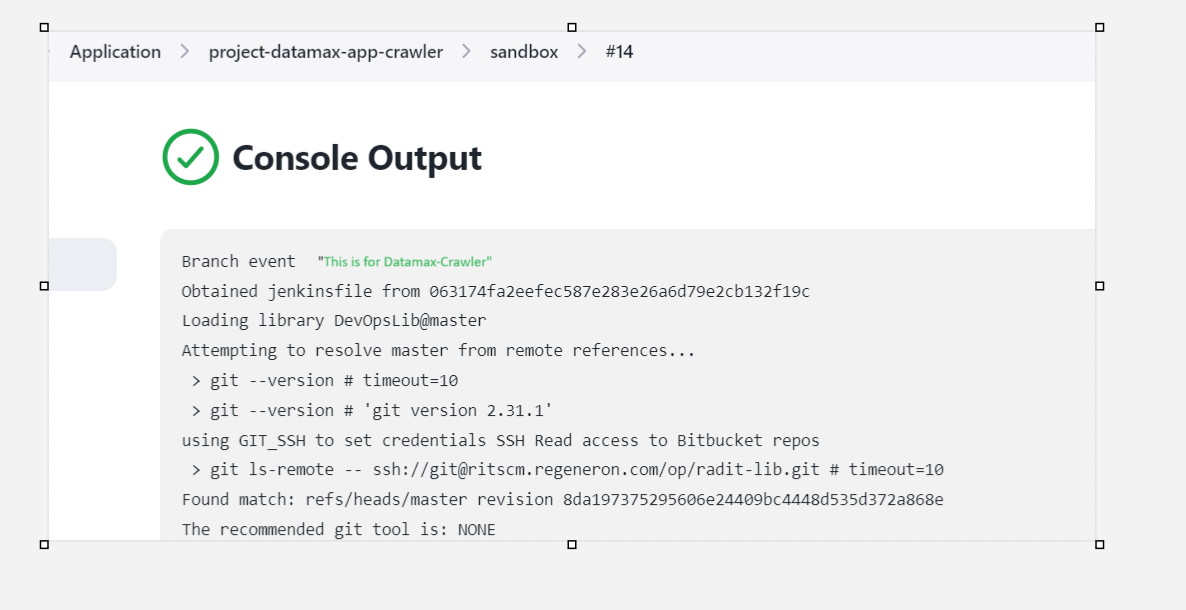 Application > project-datamax-app-crawler > sandbox > #14
Console Output
Branch event "This is for Datamax-Crawler"
Obtained jenkinsfile from 063174fa2eefec587e283e26a6d79e2cb132f19c
Loading library DevOpsLib@master
Attempting to resolve master from remote references...
> git --version # timeout=10
> git --version # 'git version 2.31.1'
using GIT_SSH to set credentials SSH Read access to Bitbucket repos
> git ls-remote -- ssh://git@ritscm.regeneron.com/op/radit-lib.git # timeout=10
Found match: refs/heads/master revision 8da197375295606e24409bc4448d535d372a868e
The recommended git tool is: NONE